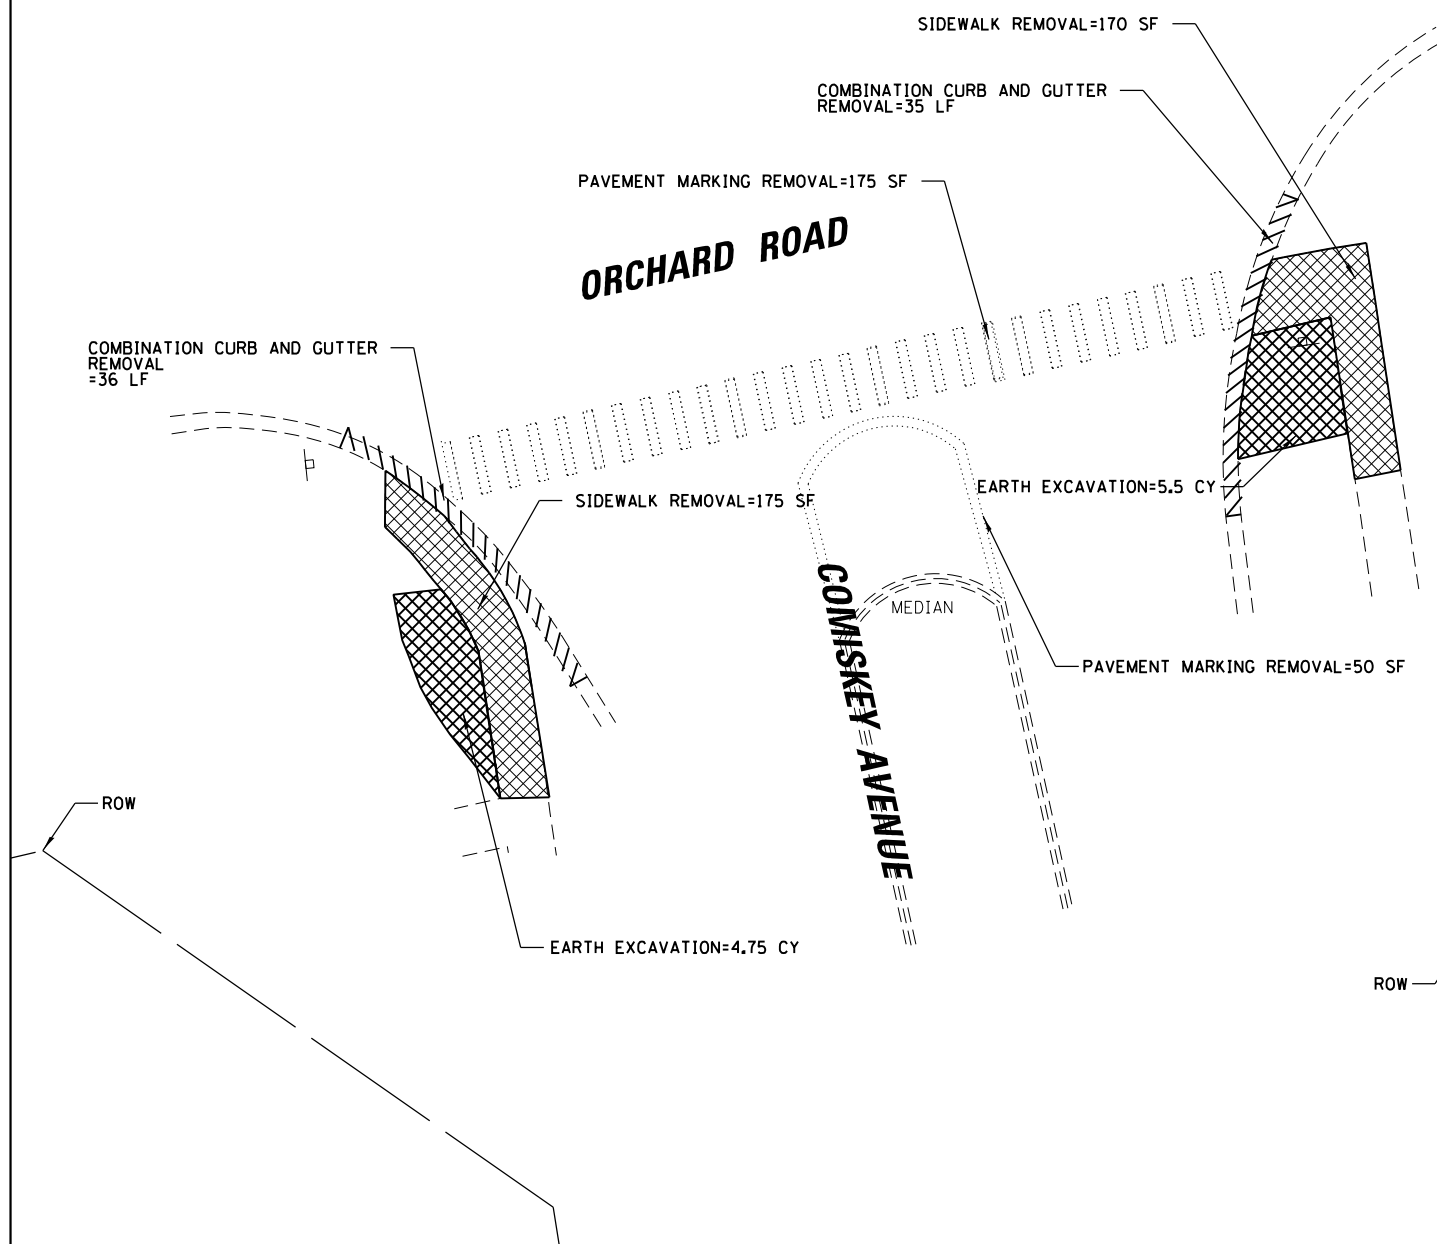 SIDEWALK REMOVAL=170 SF
COMBINATION CURB AND GUTTER
REMOVAL=35 LF
PAVEMENT MARKING REMOVAL=175 SF
ORCHARD ROAD
COMBINATION CURB AND GUTTER
REMOVAL
=36 LF
EARTH EXCAVATION=5.5 CY
SIDEWALK REMOVAL=175 SF
COMISKEY AVENUE
MEDIAN
PAVEMENT MARKING REMOVAL=50 SF
ROW
EARTH EXCAVATION=4.75 CY
ROW